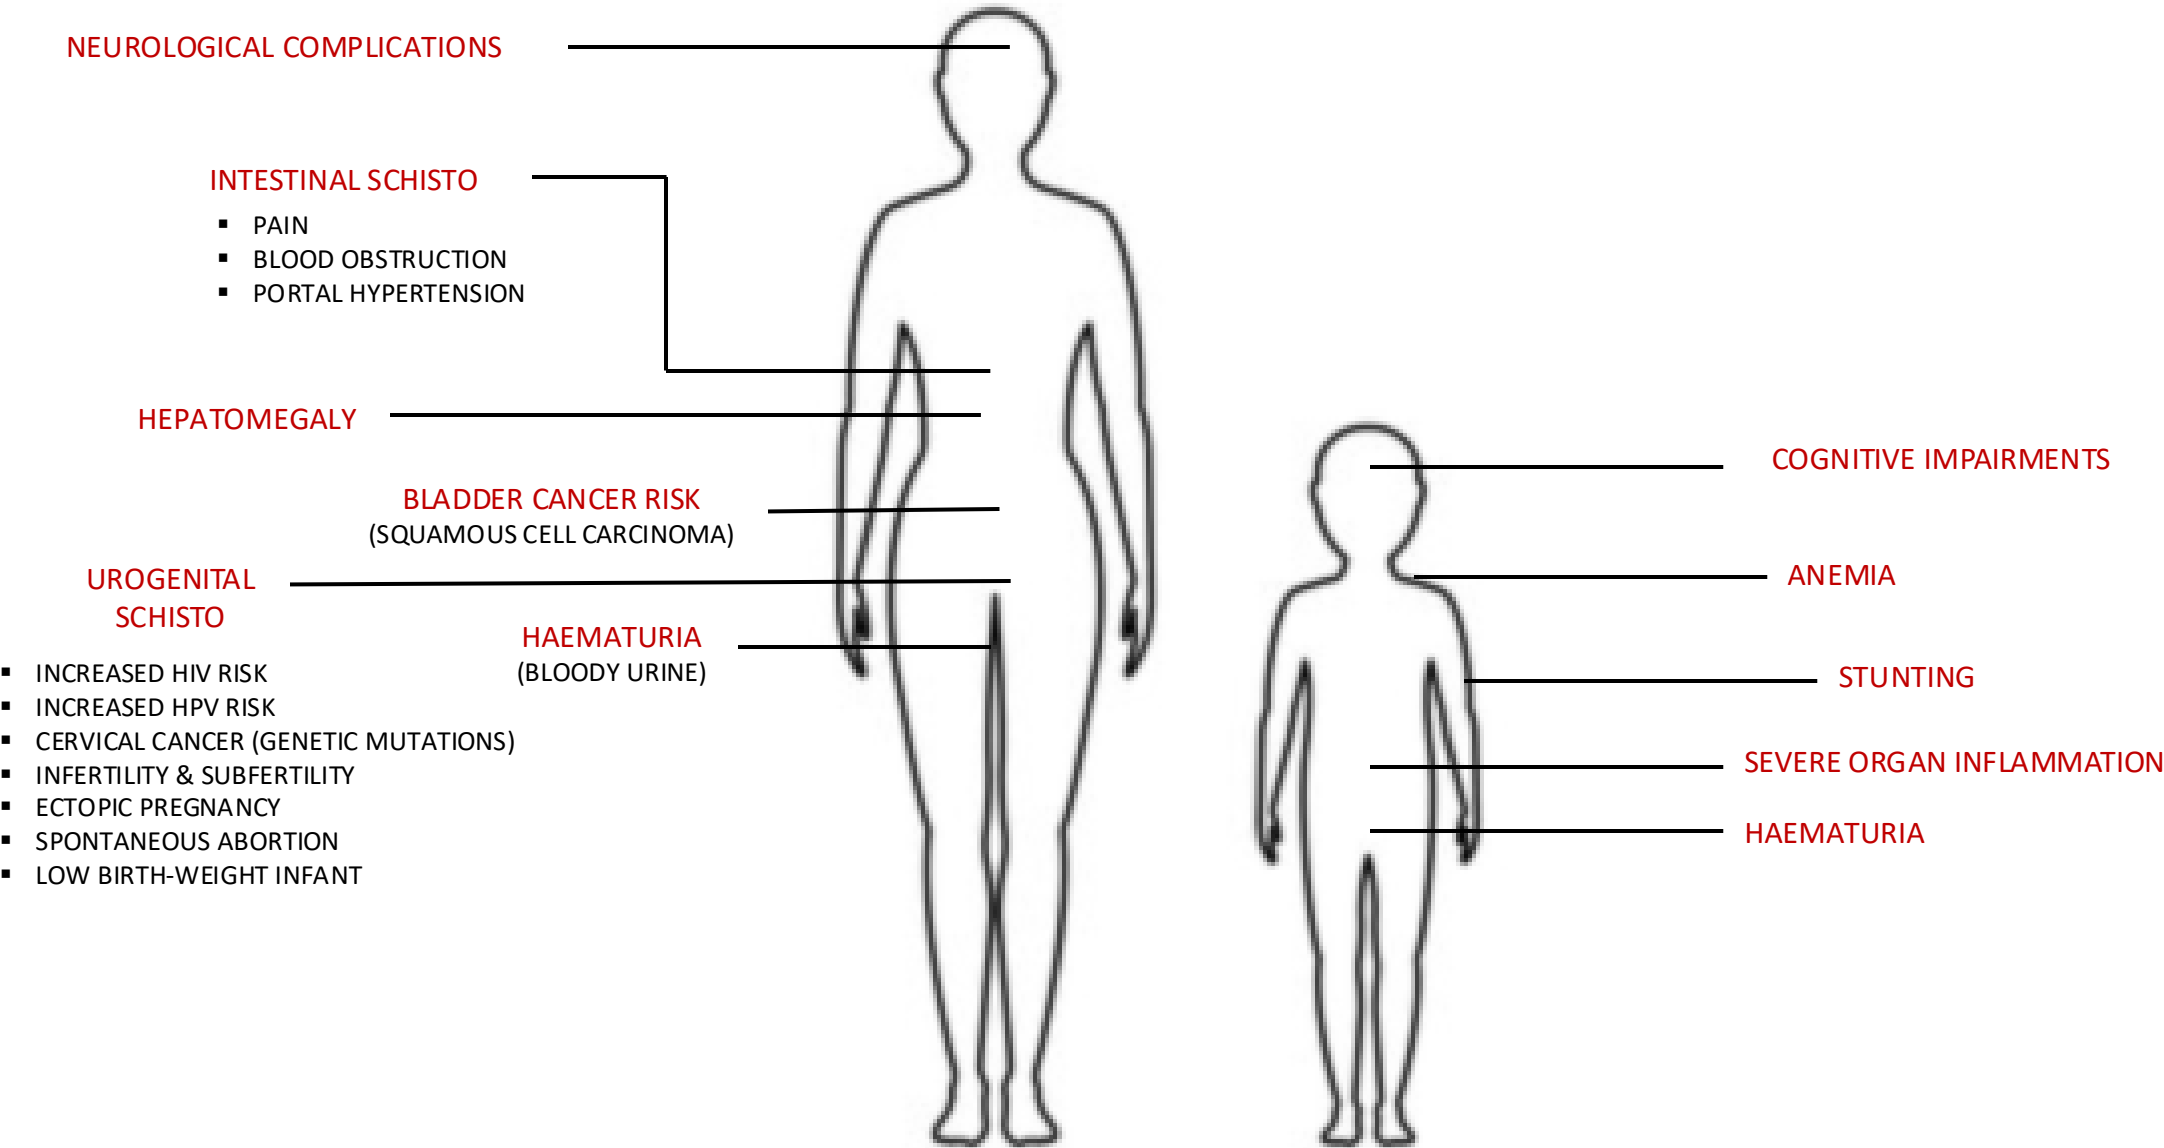 NEUROLOGICAL COMPLICATIONS
INTESTINAL SCHISTO
▪ PAIN
▪ BLOOD OBSTRUCTION
▪ PORTAL HYPERTENSION
HEPATOMEGALY
BLADDER CANCER RISK
(SQUAMOUS CELL CARCINOMA)
UROGENITAL
SCHISTO
▪ INCREASED HIV RISK
▪ INCREASED HPV RISK
▪ CERVICAL CANCER (GENETIC MUTATIONS)
▪ INFERTILITY & SUBFERTILITY
▪ ECTOPIC PREGNANCY
▪ SPONTANEOUS ABORTION
▪ LOW BIRTH-WEIGHT INFANT
HAEMATURIA
(BLOODY URINE)
COGNITIVE IMPAIRMENTS
ANEMIA
STUNTING
SEVERE ORGAN INFLAMMATION
HAEMATURIA